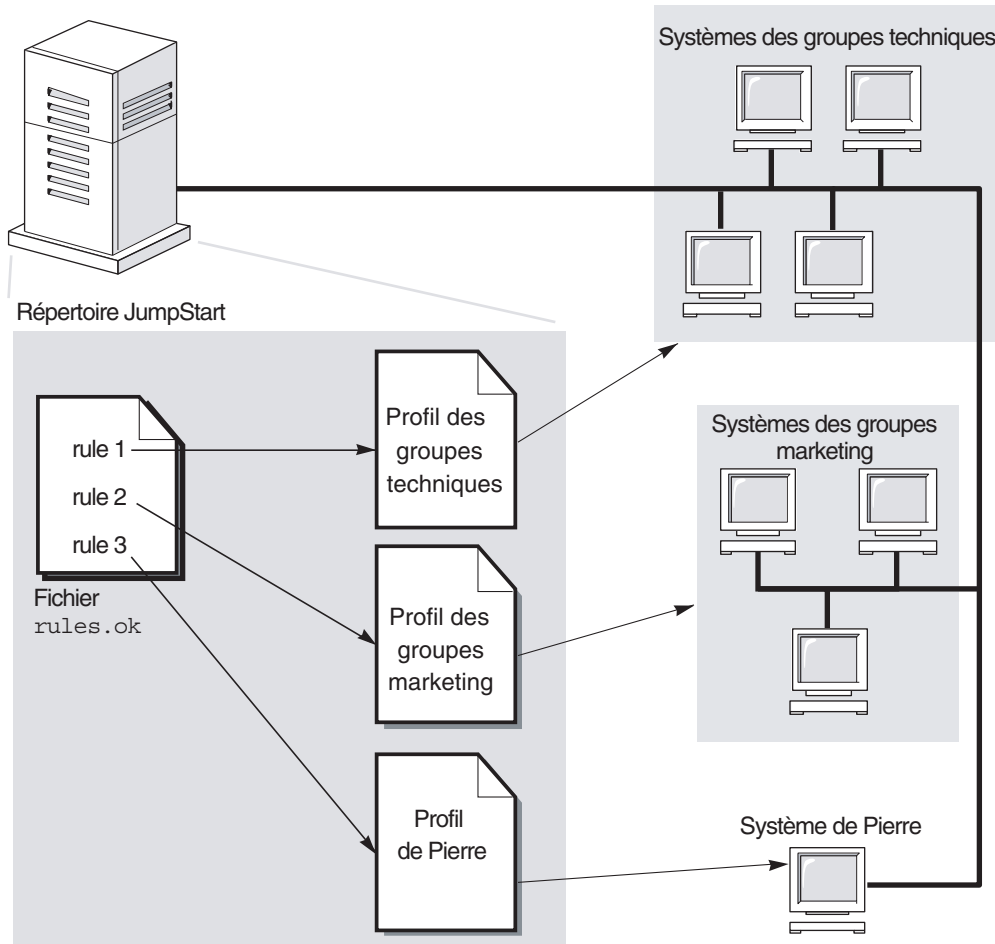 Systèmes des groupes techniques
Répertoire JumpStart
rule 1
rule 2
rule 3
Fichier
rules.ok
Profil des
groupes
techniques
Profil des
groupes
marketing
Profil
de Pierre
Systèmes des groupes
marketing
Système de Pierre